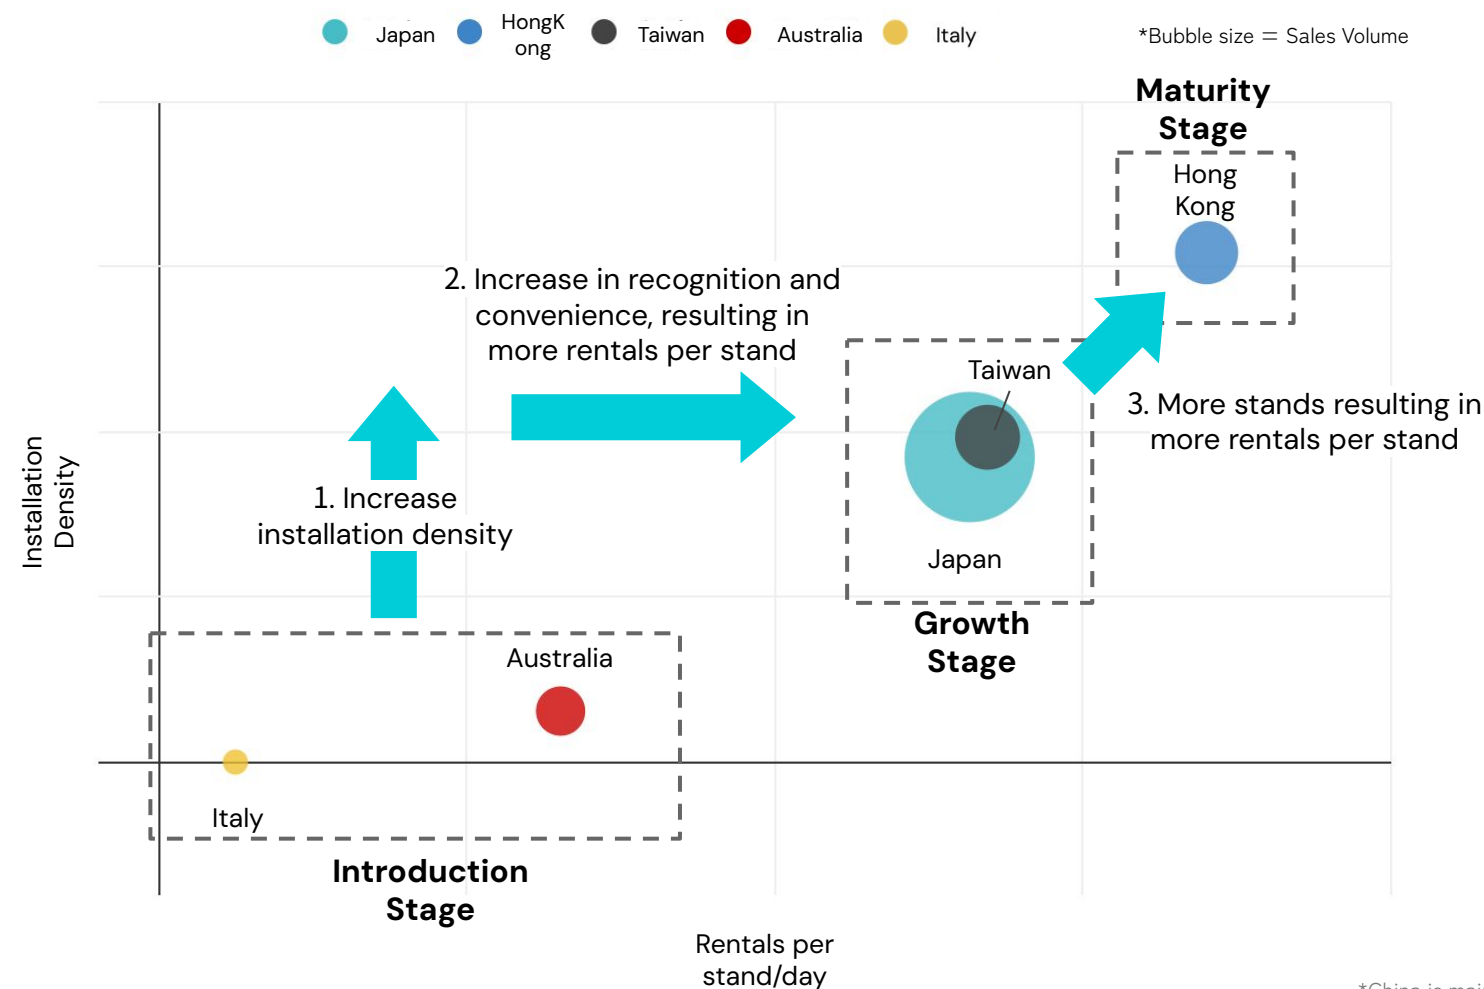 Japan
HongK
ong
Taiwan
Australia
Italy
*Bubble size = Sales Volume
Maturity
Stage
Hong
Kong
2. Increase in recognition and
convenience, resulting in
more rentals per stand
Taiwan
3. More stands resulting in
more rentals per stand
Installation
Density
1. Increase
installation density
Japan
Growth
Stage
Australia
Italy
Introduction
Stage
Rentals per
stand/day
*China is